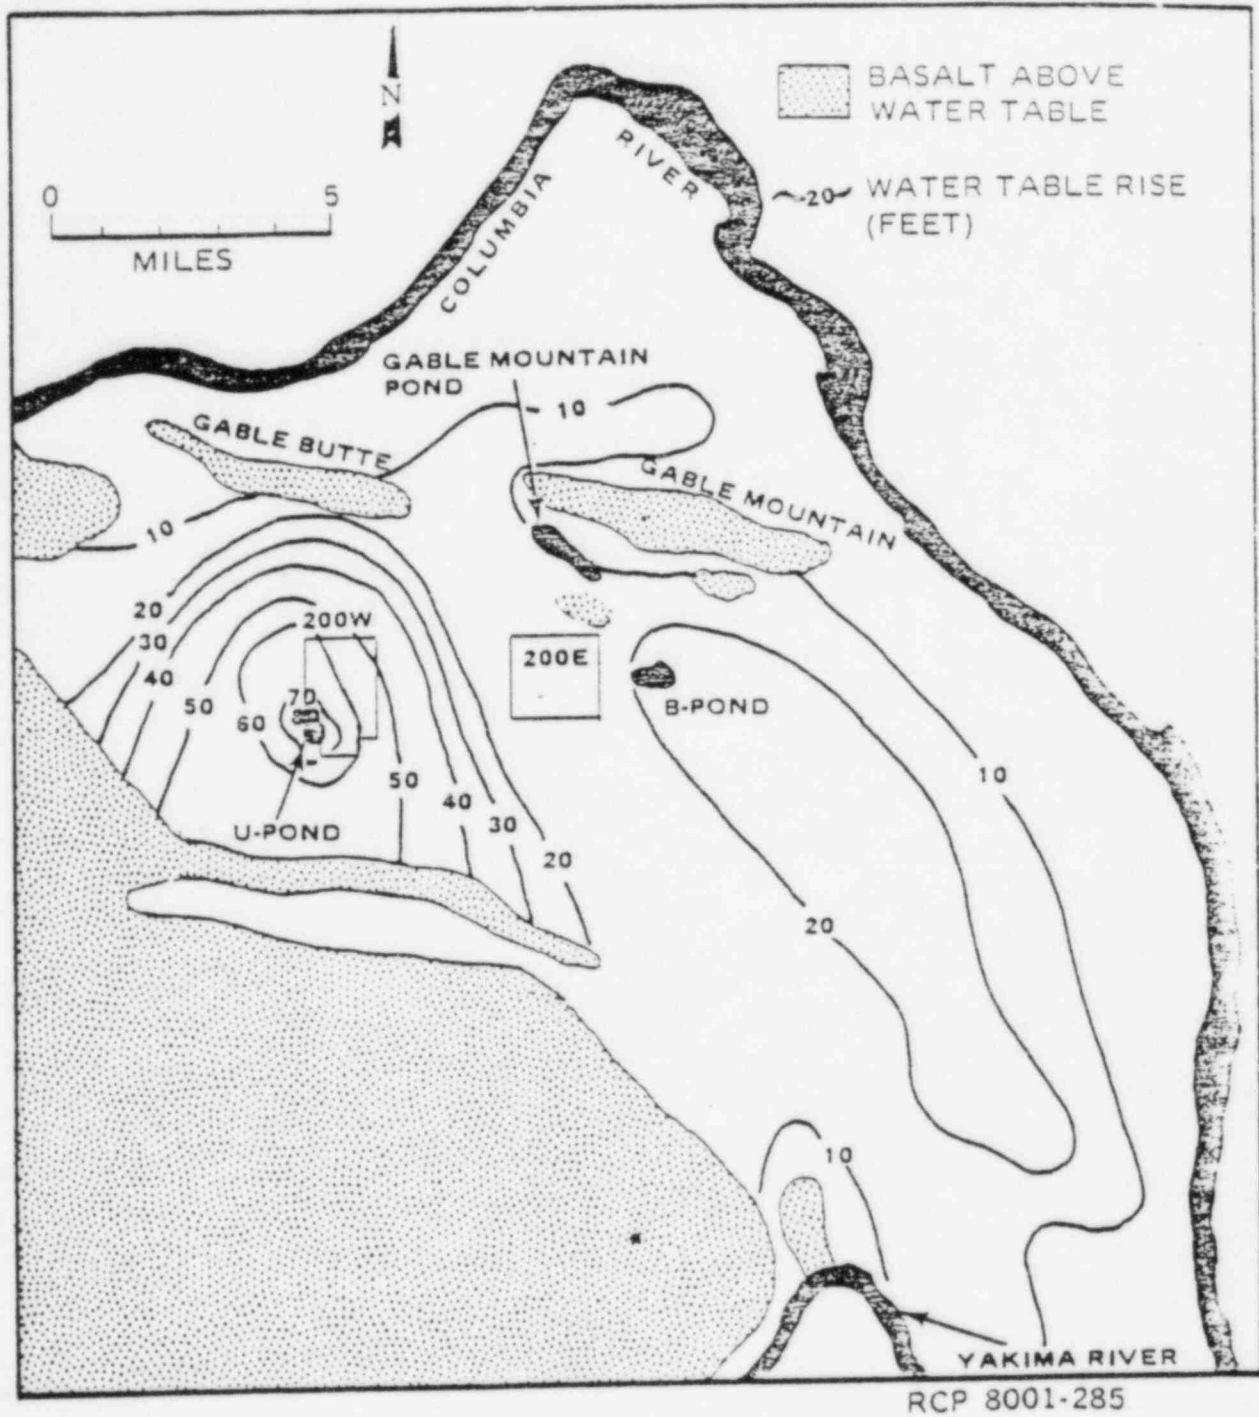 N
BASALT ABOVE
WATER TABLE
20
WATER TABLE RISE
(FEET)
0 5
MILES
COLUMBIA
RIVER
GABLE MOUNTAIN
POND
10
GABLE BUTTE
GABLE MOUNTAIN
10
20
30
40
50
60
70
200W
200E
B-POND
U-POND
50
40
30
20
10
20
10
YAKIMA RIVER
RCP 8001-285